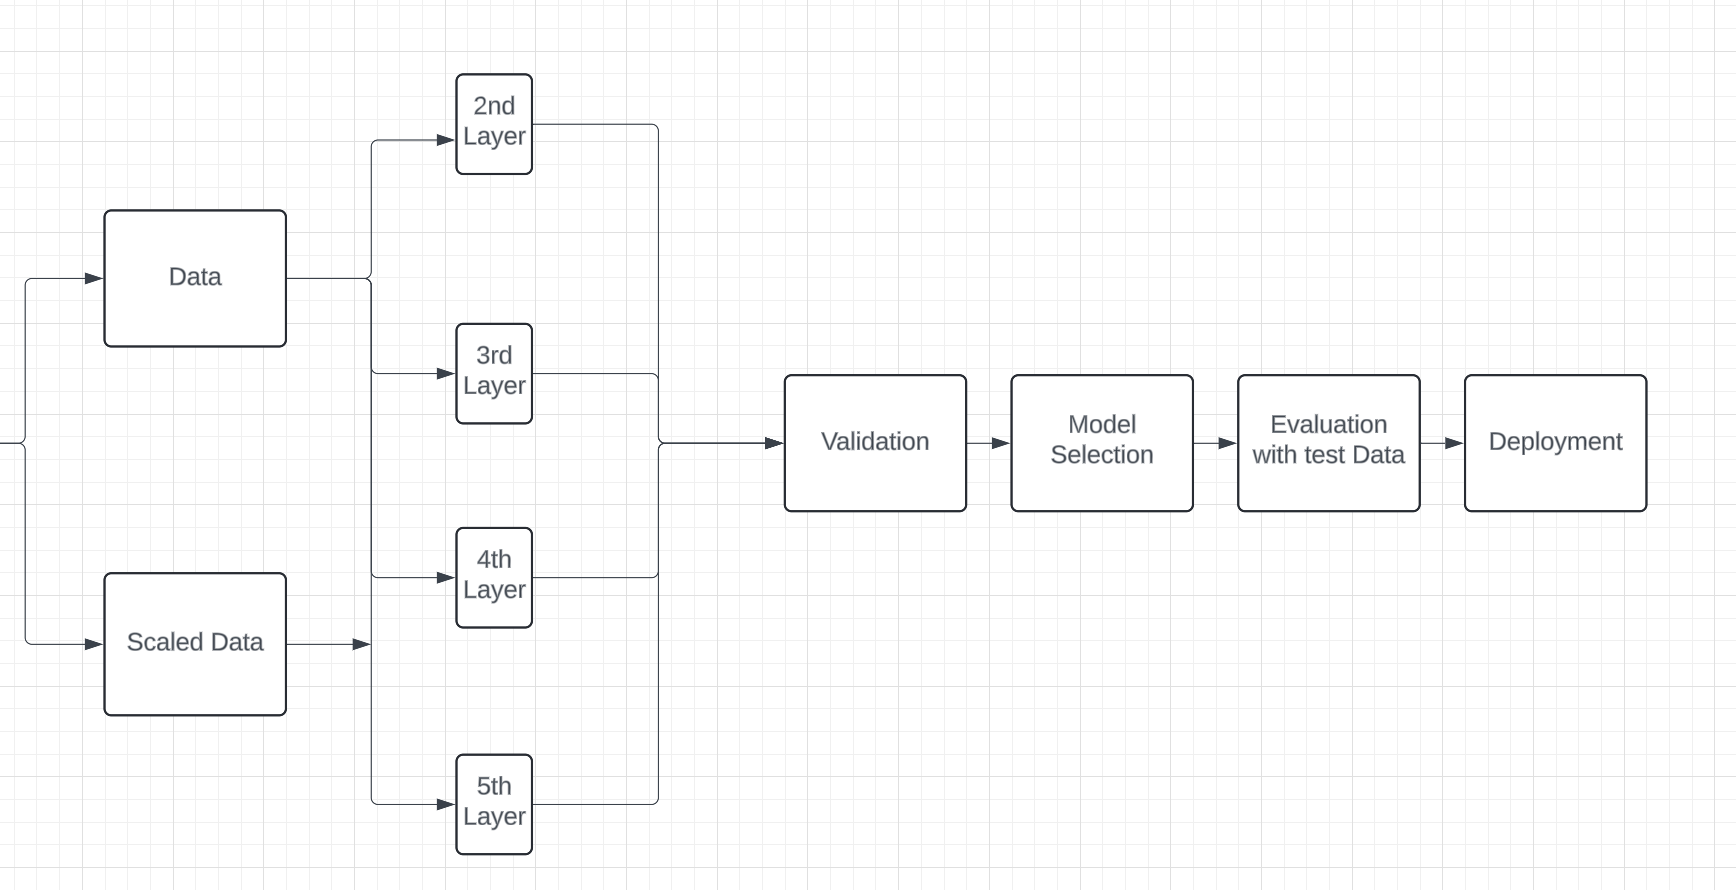 2nd
Layer
Data
3rd
Layer
Validation
Model
Selection
Evaluation
with test Data
Deployment
4th
Layer
Scaled Data
5th
Layer